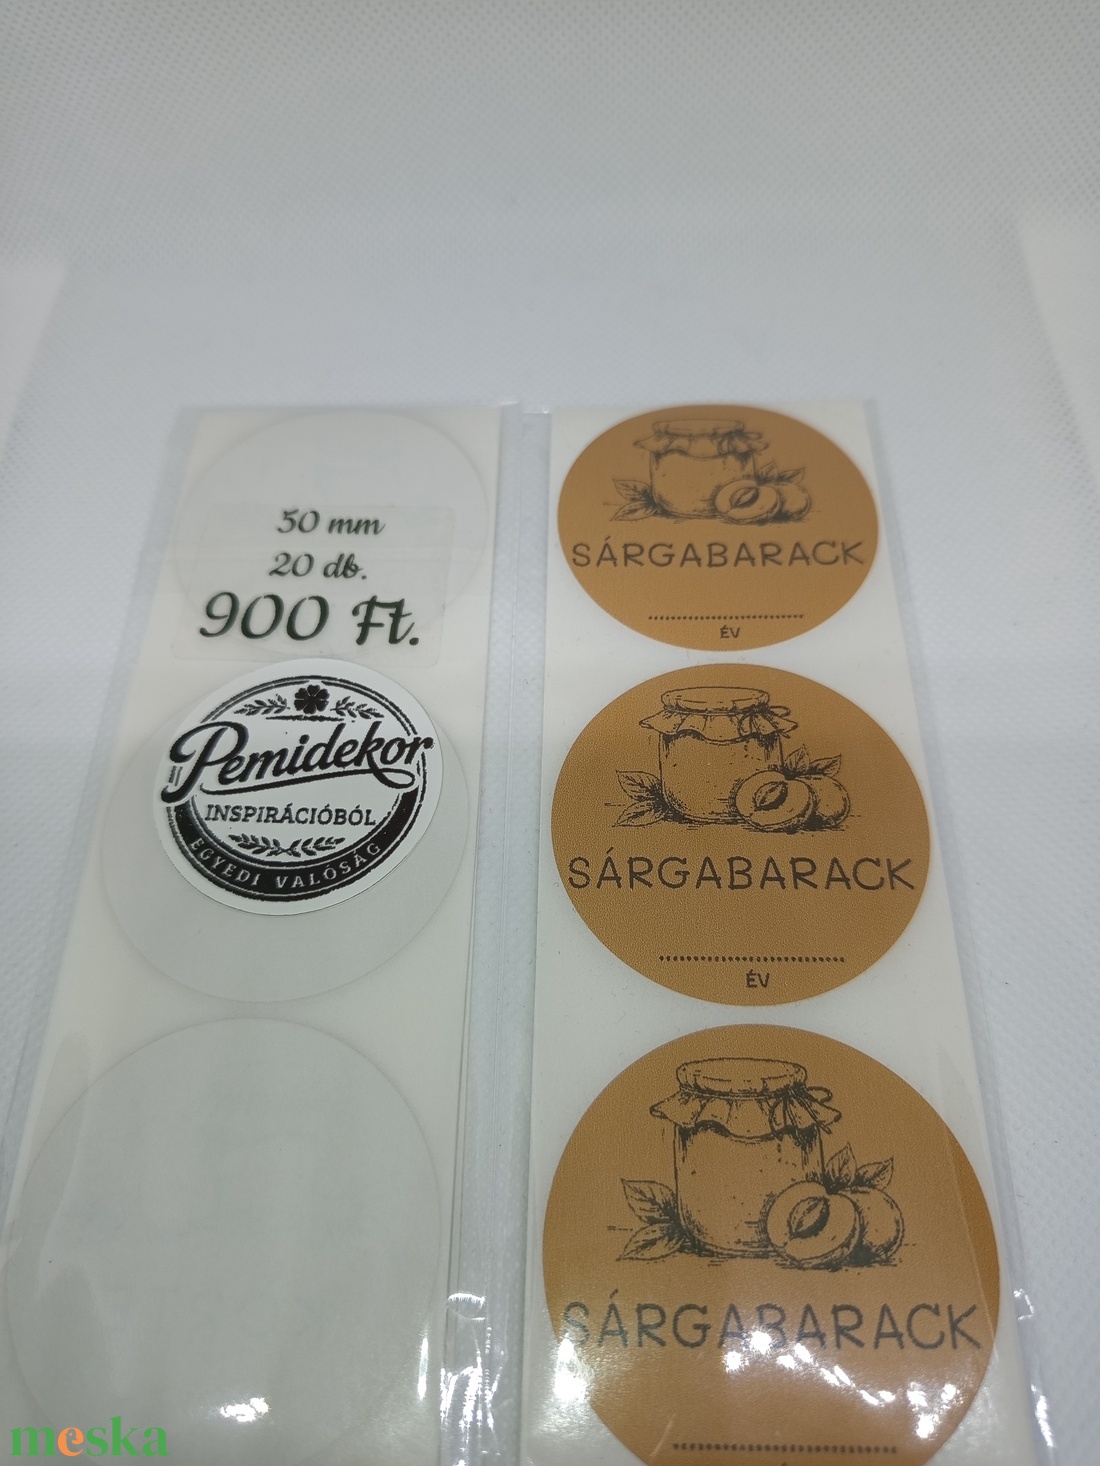 50 mm
20 db.
900 Ft.
Pemidekor
INSPIRÁCIÓBÓL
EGYEDI VALÓSÁG
SÁRGABARACK
ÉV
SÁRGABARACK
ÉV
SÁRGABARACK
meska